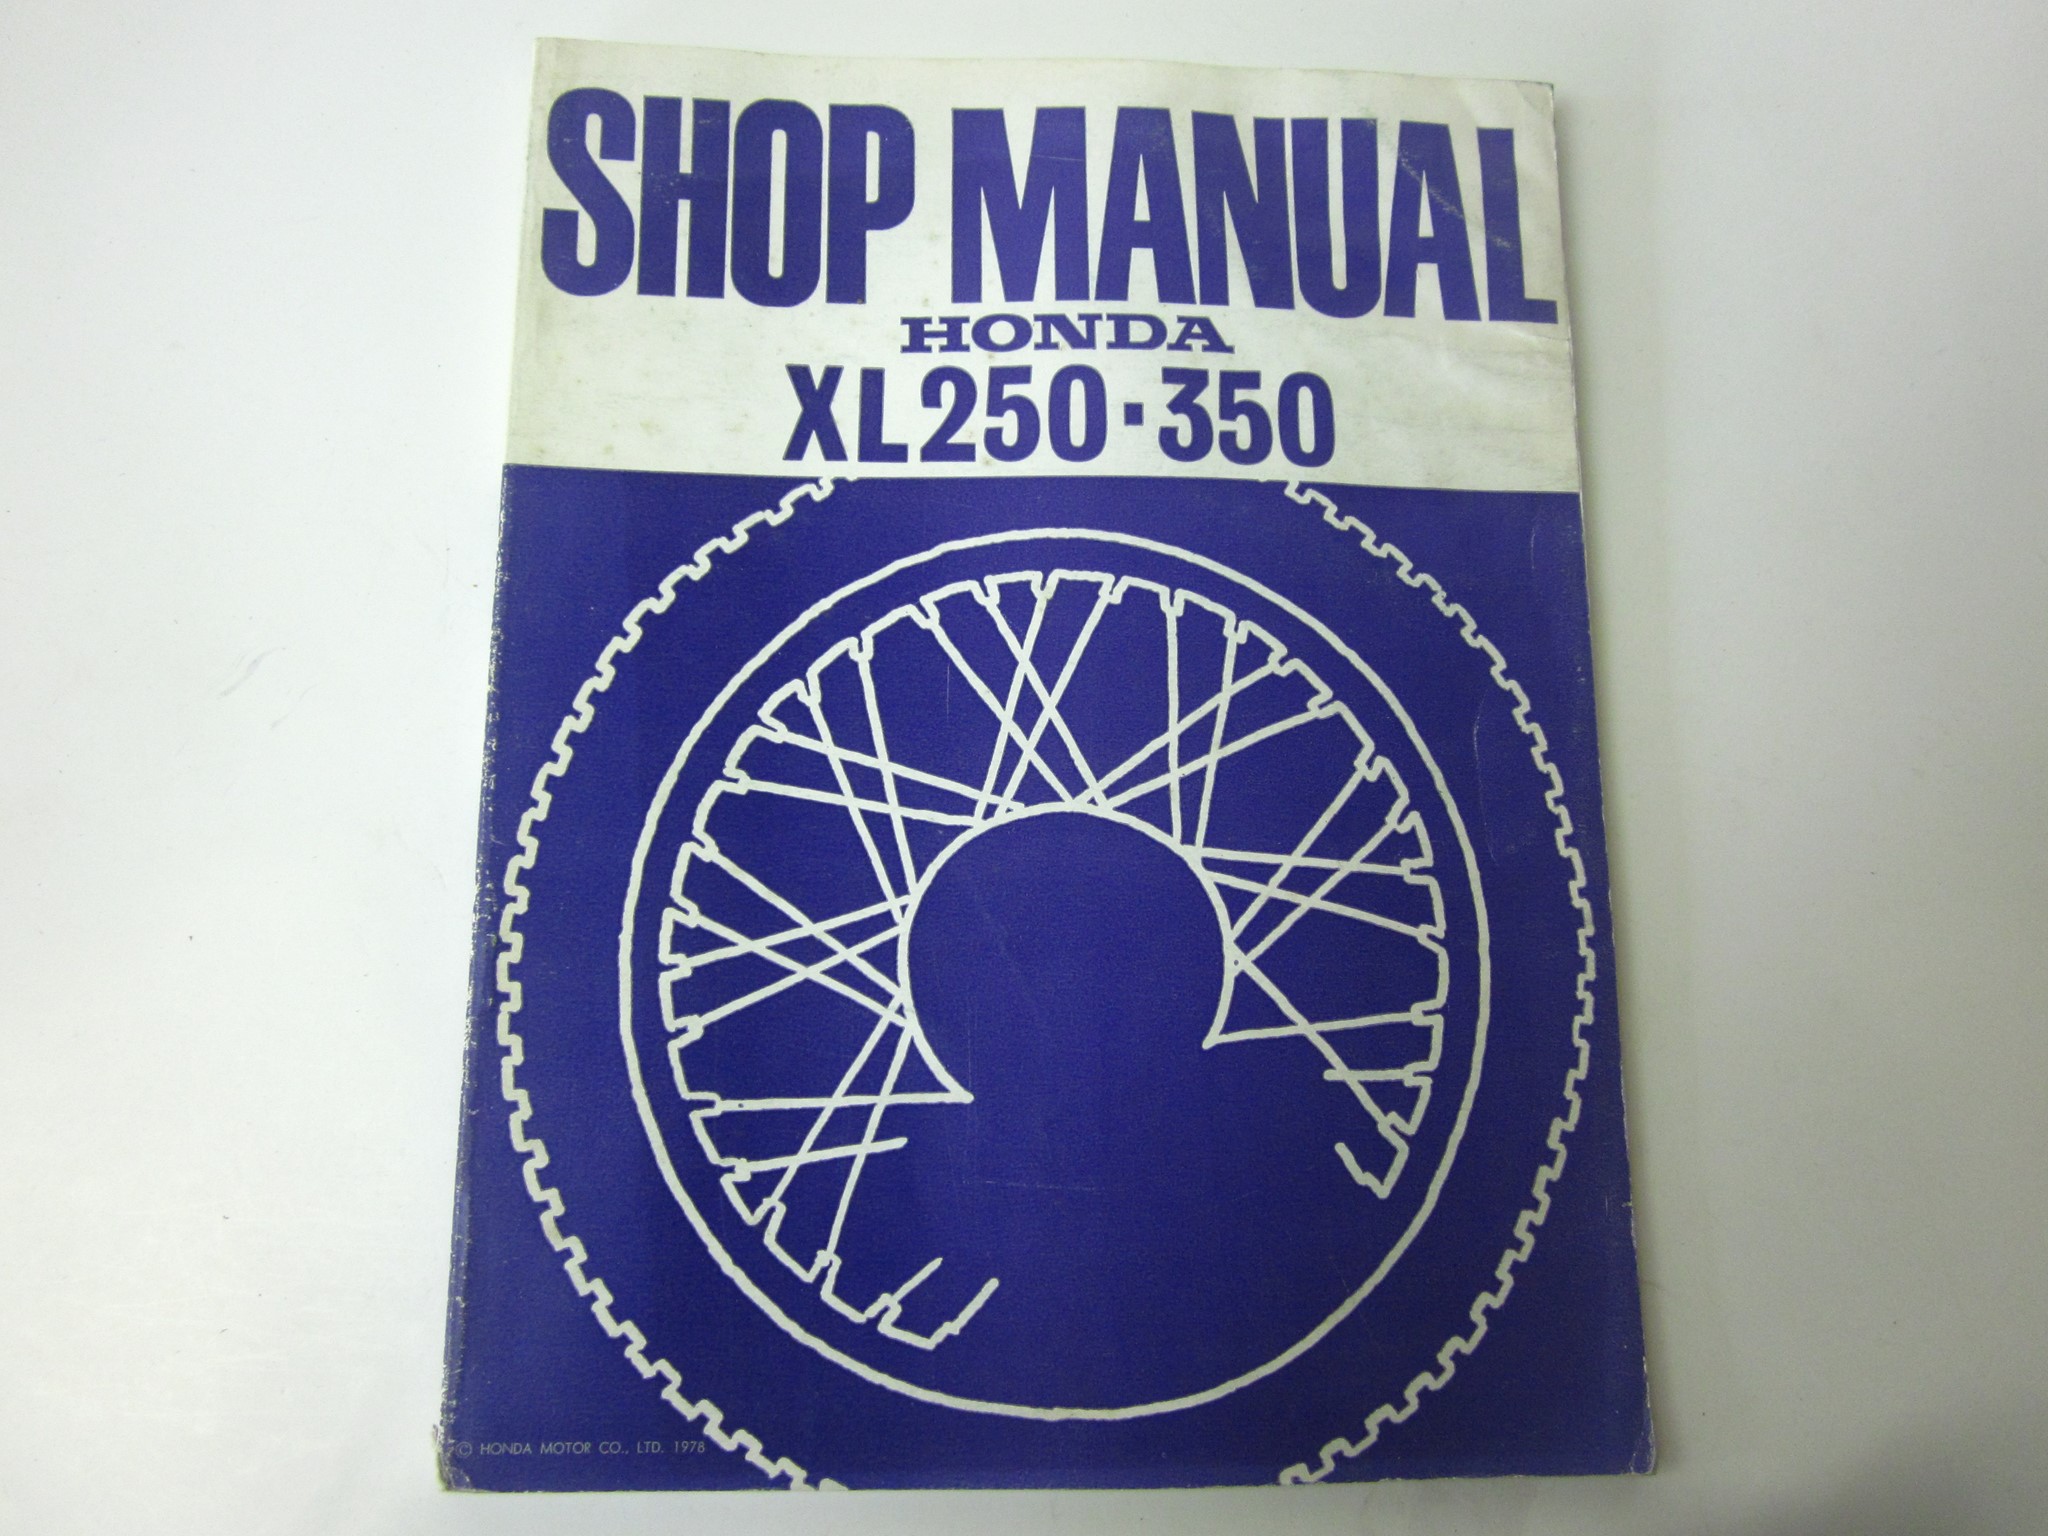 SHOP MANUAL
HONDA
XL250·350
© HONDA MOTOR CO., LTD. 1978